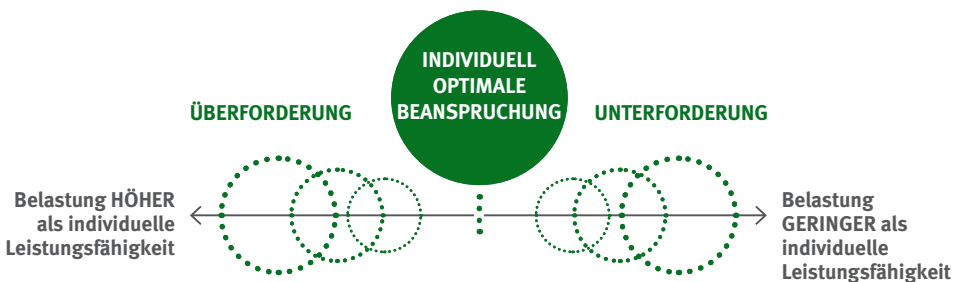 INDIVIDUELL
OPTIMALE
BEANSPRUCHUNG
ÜBERFORDERUNG
UNTERFORDERUNG
Belastung HÖHER
als individuelle
Leistungsfähigkeit
Belastung
GERINGER als
individuelle
Leistungsfähigkeit